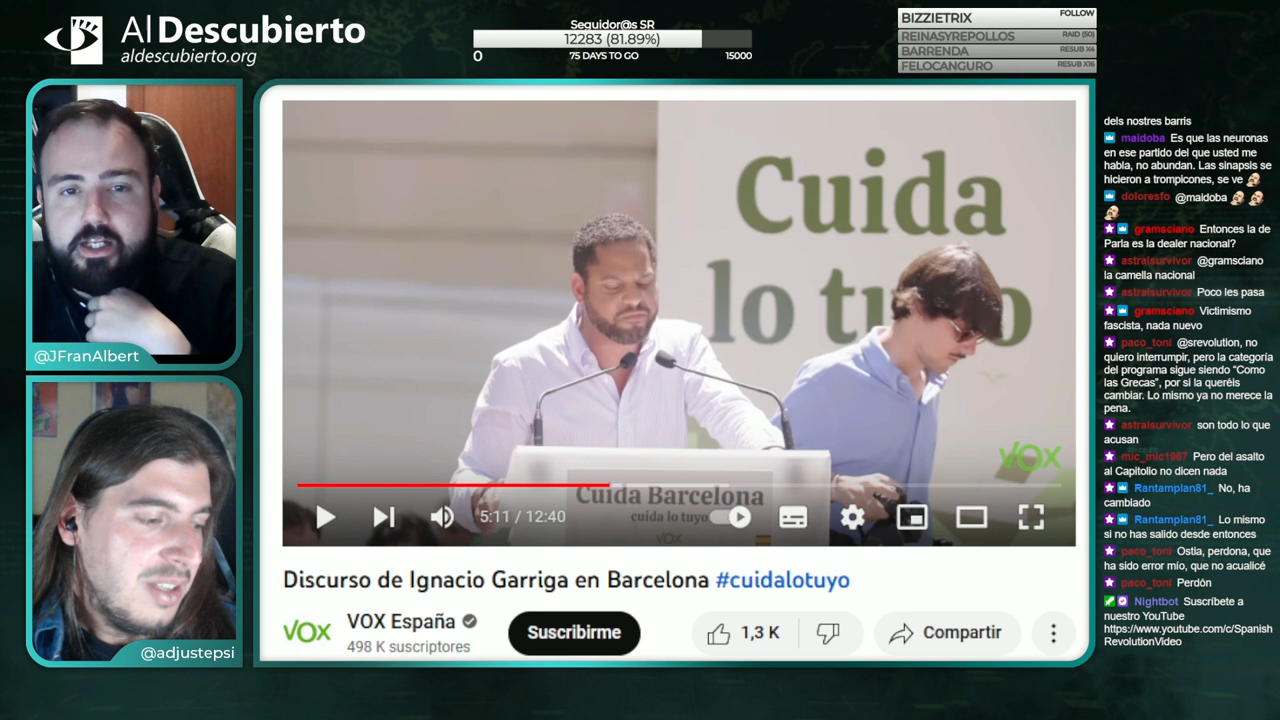 Al Descubierto
aldescubierto.org
Seguidor@s SR
12283 (81.89%)
0
75 DAYS TO GO
15000
BIZZIETRIX
FOLLOW
REINASYREPOLLOS
RAID (50)
BARRENDA
RESUB X4
FELOCANGURO
RESUB X16
@JFranAlbert
@adjustepsi
Cuida
lo tuyo
VOX
Cuida Barcelona
cuida lo tuyo
VOX
5:11 / 12:40
Discurso de Ignacio Garriga en Barcelona #cuidalotuyo
VOX
VOX España
498 K suscriptores
Suscribirme
1,3 K
Compartir
dels nostres barris
maidoba Es que las neuronas
en ese partido del que usted me
habla, no abundan. Las sinapsis se
hicieron a trompicones, se ve
doloresfo @maidoba
gramsciano Entonces la de
Parla es la dealer nacional?
astralsurvivor @gramsciano
la camella nacional
astralsurvivor Poco les pasa
gramsciano Victimismo
fascista, nada nuevo
paco_toni @srevolution, no
quiero interrumpir, pero la categoría
del programa sigue siendo “Como
las Grecas”, por si la queréis
cambiar. Lo mismo ya no merece la
pena.
astralsurvivor son todo lo que
acusan
mic_mic1967 Pero del asalto
al Capitolio no dicen nada
Rantamplan81_ No, ha
cambiado
Rantamplan81_ Lo mismo
si no has salido desde entonces
paco_toni Ostia, perdona, que
ha sido error mío, que no acualicé
paco_toni Perdón
Nightbot Suscríbete a
nuestro YouTube
https://www.youtube.com/c/Spanish
RevolutionVideo